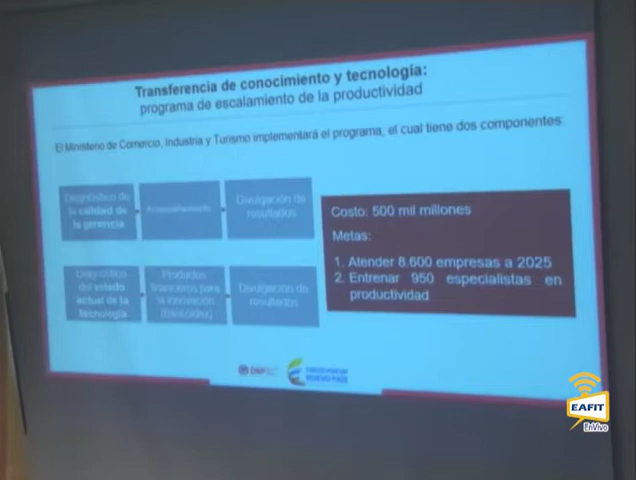 Transferencia de conocimiento y tecnología:
programa de escalamiento de la productividad
El Ministerio de Comercio, Industria y Turismo implementará el programa, el cual tiene dos componentes:
Diagnóstico de
la calidad de
la gerencia
Divulgación de
resultados
Costo: 500 mil millones
Metas:
1. Atender 8.600 empresas a 2025
2. Entrenar 950 especialistas en
productividad
Diagnóstico
del estado
actual de la
tecnología
Productos
financieros para
la innovación
Divulgación de
resultados
DNP
NUEVO PAÍS
EAFIT
EnVivo